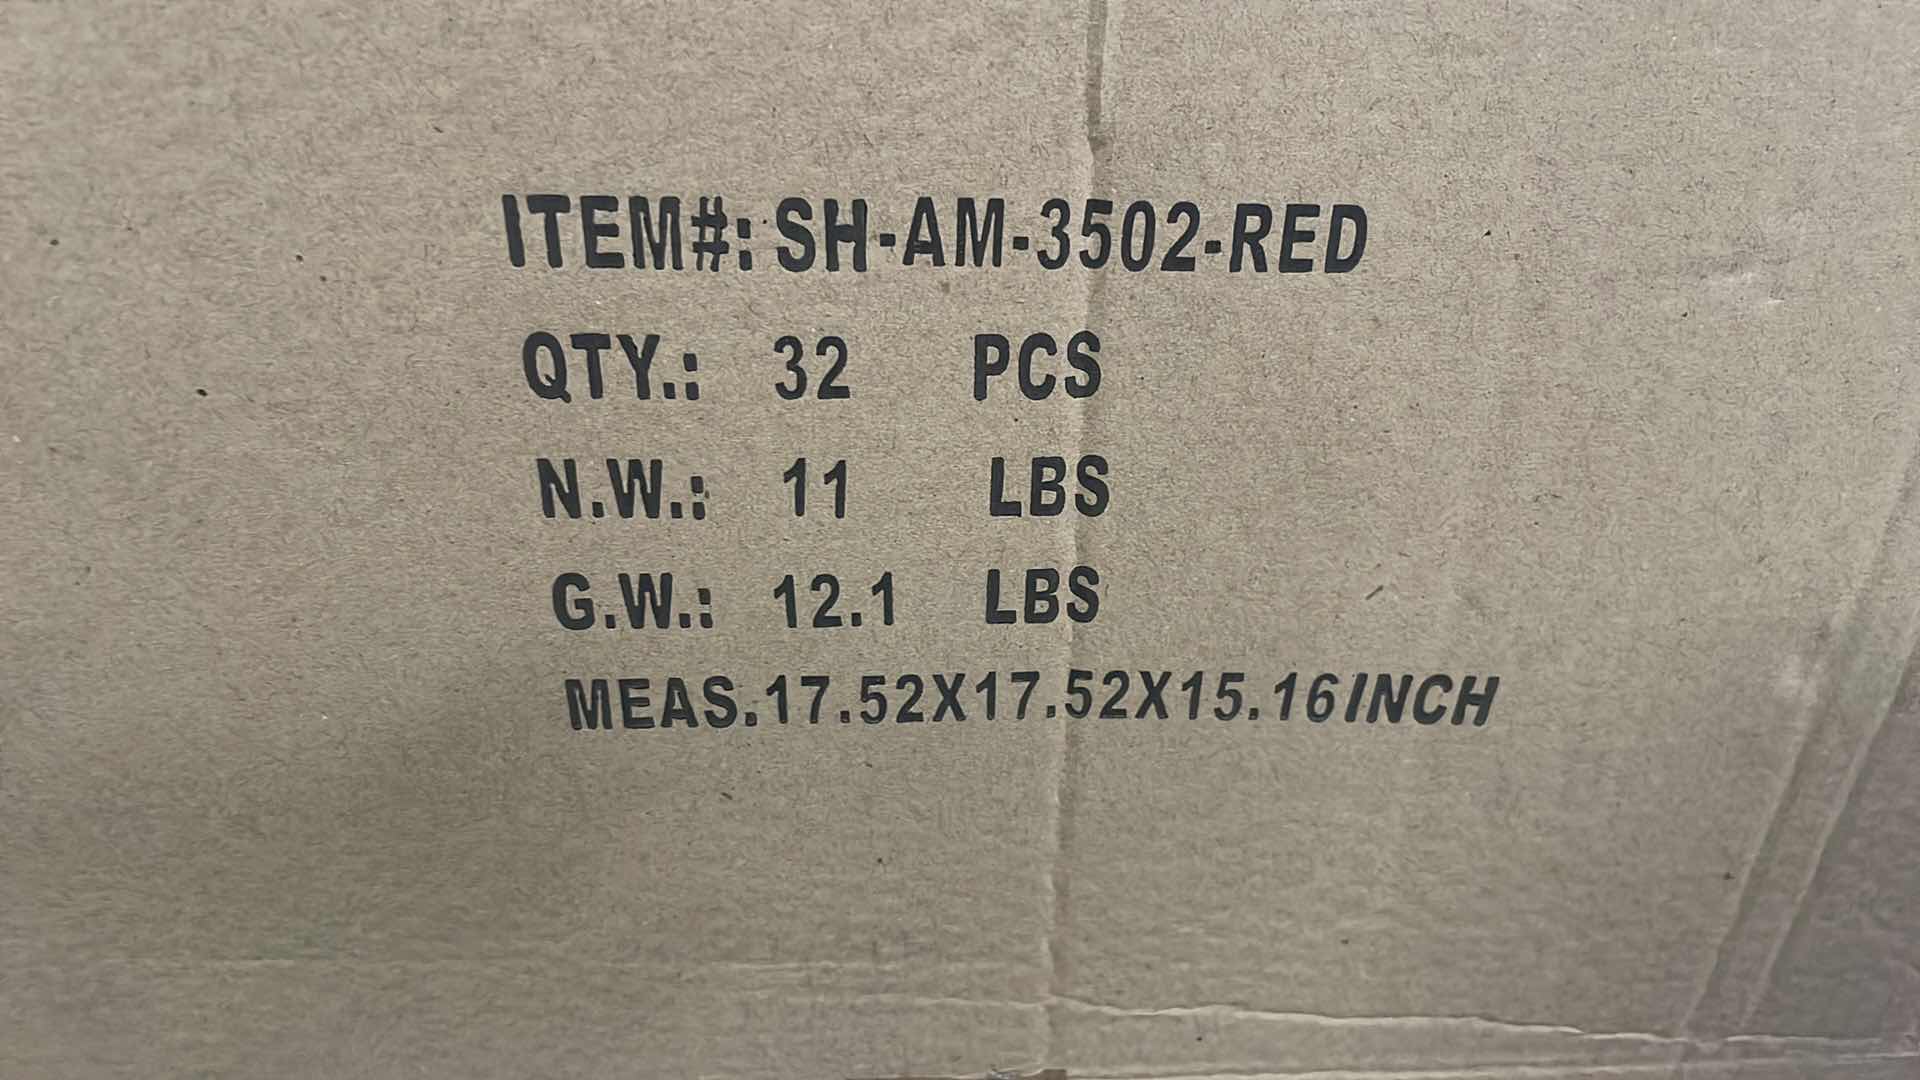 ITEM#: SH-AM-3502-RED
QTY.: 32 PCS
N.W.: 11 LBS
G.W.: 12.1 LBS
MEAS.17.52X17.52X15.16INCH